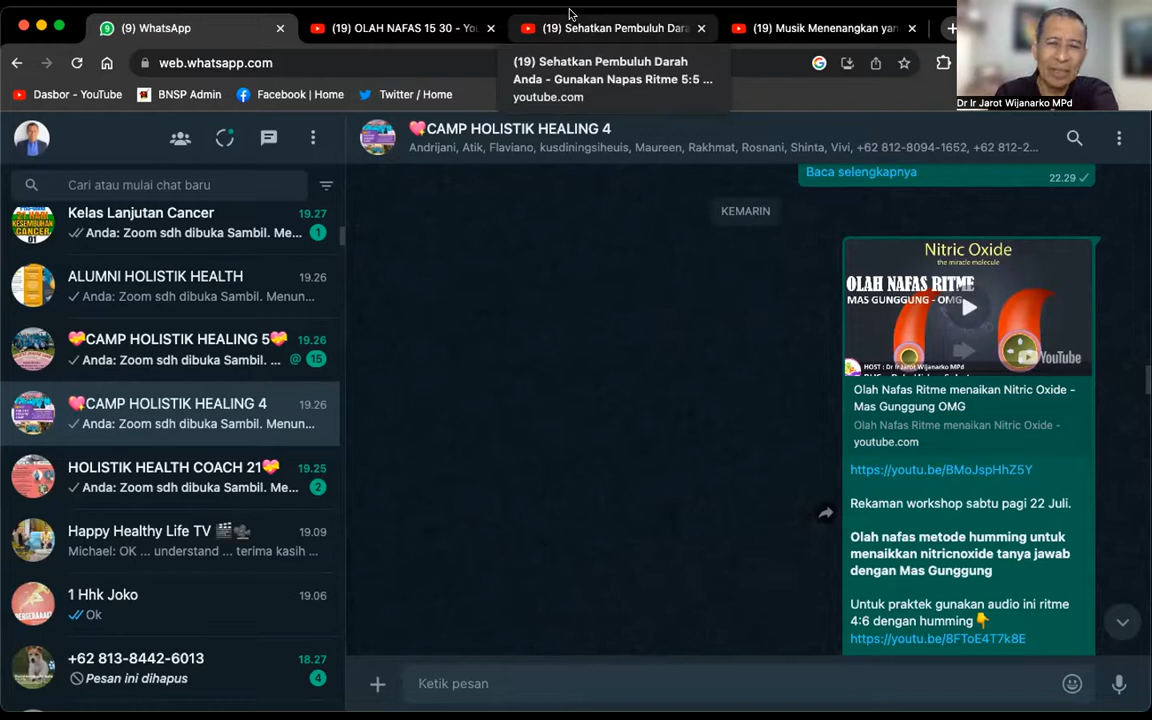 (9) WhatsApp
(19) OLAH NAFAS 15 30 - You
(19) Sehatkan Pembuluh Dara
(19) Musik Menenangkan yan
web.whatsapp.com
(19) Sehatkan Pembuluh Darah
Anda - Gunakan Napas Ritme 5:5 ...
youtube.com
Dasbor - YouTube
BNSP Admin
Facebook | Home
Twitter / Home
Dr Ir Jarot Wijanarko MPd
Cari atau mulai chat baru
Kelas Lanjutan Cancer
19.27
Anda: Zoom sdh dibuka Sambil. Me...
1
ALUMNI HOLISTIK HEALTH
19.26
Anda: Zoom sdh dibuka Sambil. Menun...
💝CAMP HOLISTIK HEALING 5💝
19.26
Anda: Zoom sdh dibuka Sambil. ...
@ 15
💖CAMP HOLISTIK HEALING 4
19.26
Anda: Zoom sdh dibuka Sambil. Menun...
HOLISTIK HEALTH COACH 21💝
19.25
Anda: Zoom sdh dibuka Sambil. Me...
2
Happy Healthy Life TV 🎬🎥
19.09
Michael: OK ... understand ... terima kasih ...
1 Hhk Joko
19.06
Ok
+62 813-8442-6013
18.27
Pesan ini dihapus
4
💖CAMP HOLISTIK HEALING 4
Andrijani, Atik, Flaviano, kusdiningsiheuis, Maureen, Rakhmat, Rosnani, Shinta, Vivi, +62 812-8094-1652, +62 812-2...
Baca selengkapnya
22.29
KEMARIN
Nitric Oxide
the miracle molecule
OLAH NAFAS RITME
MAS GUNGGUNG - OMG
YouTube
HOST : Dr Ir Jarot Wijanarko MPd
Olah Nafas Ritme menaikan Nitric Oxide -
Mas Gunggung OMG
Olah Nafas Ritme menaikan Nitric Oxide -
youtube.com
https://youtu.be/BMoJspHhZ5Y
Rekaman workshop sabtu pagi 22 Juli.
Olah nafas metode humming untuk
menaikkan nitricnoxide tanya jawab
dengan Mas Gunggung
Untuk praktek gunakan audio ini ritme
4:6 dengan humming👇
https://youtu.be/8FToE4T7k8E
Ketik pesan